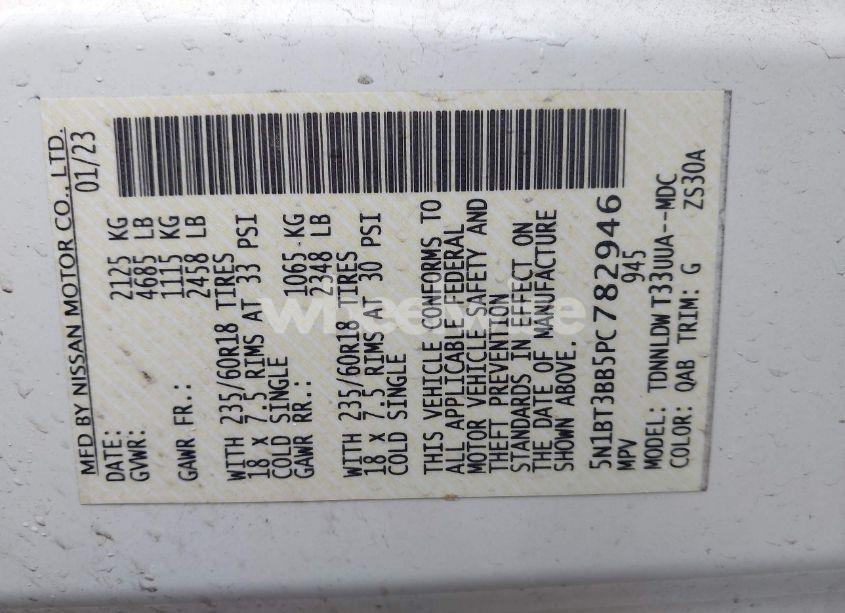 MFD BY NISSAN MOTOR CO., LTD.
DATE: 01/23
GVWR: 2125 KG
4685 LB
GAWR FR.: 1115 KG
2458 LB
WITH 235/60R18 TIRES
18 X 7.5 RIMS AT 33 PSI
COLD SINGLE
GAWR RR.: 1065 KG
2348 LB
WITH 235/60R18 TIRES
18 X 7.5 RIMS AT 30 PSI
COLD SINGLE
THIS VEHICLE CONFORMS TO
ALL APPLICABLE FEDERAL
MOTOR VEHICLE SAFETY AND
THEFT PREVENTION
STANDARDS IN EFFECT ON
THE DATE OF MANUFACTURE
SHOWN ABOVE.
5N1BT3BB5PC782946
MPV 945
MODEL: TDNNLDW T33UUA--MDC
COLOR: QAB TRIM: G ZS30A